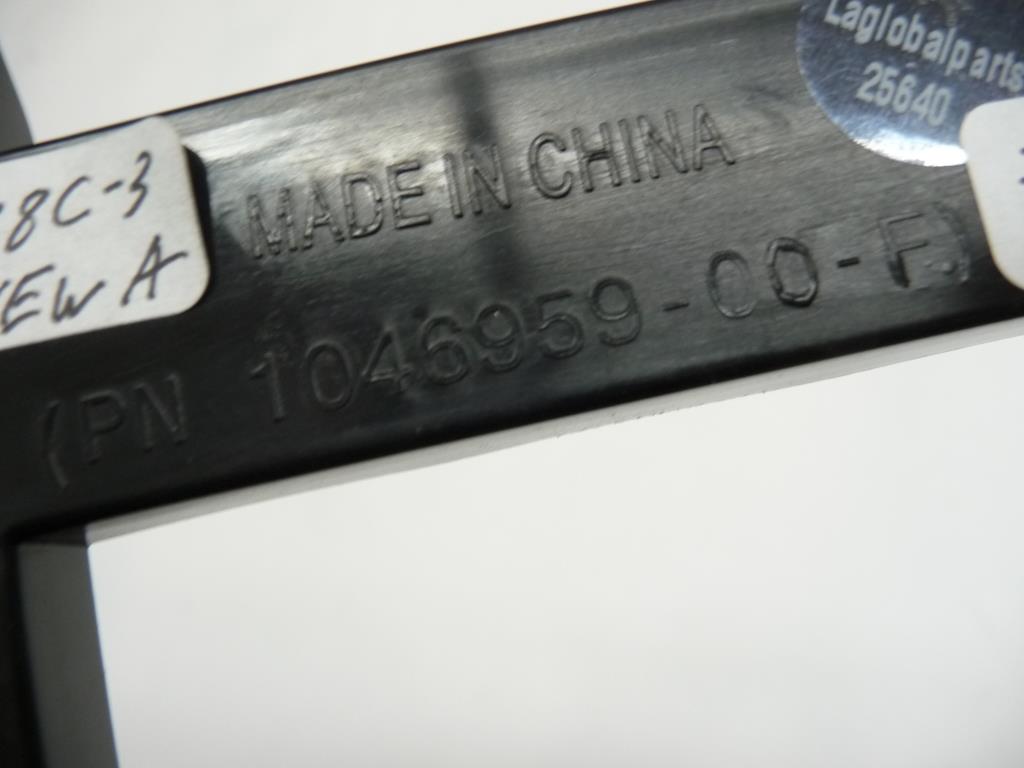 Laglobalparts
25640
8C-3
EW A
MADE IN CHINA
(PN 1046959-00-F)